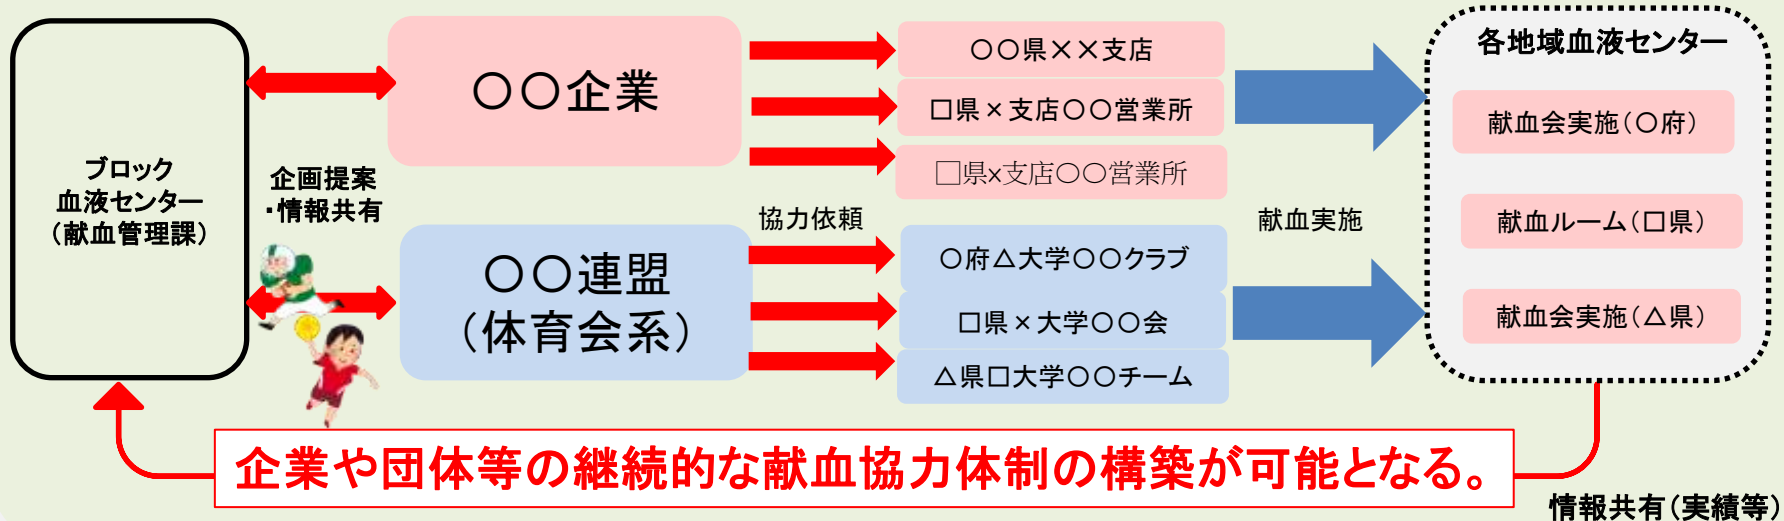 ブロック
血液センター
（献血管理課）
企画提案
・情報共有
〇〇企業
〇〇連盟
（体育会系）
協力依頼
〇〇県××支店
□県×支店〇〇営業所
□県x支店〇〇営業所
〇府△大学〇〇クラブ
□県×大学〇〇会
△県□大学〇〇チーム
献血実施
各地域血液センター
献血会実施（〇府）
献血ルーム（□県）
献血会実施（△県）
企業や団体等の継続的な献血協力体制の構築が可能となる。
情報共有（実績等）